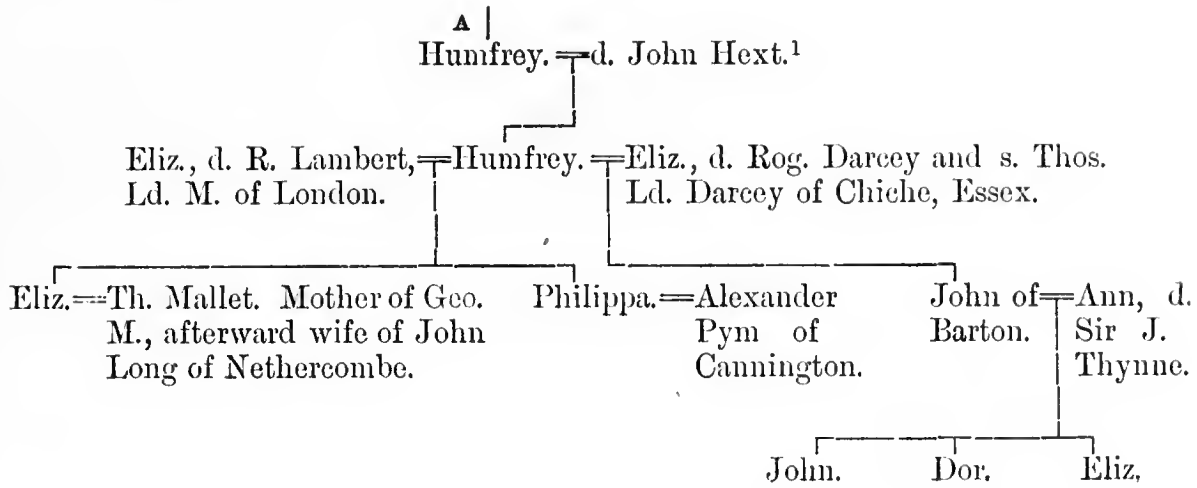 A
Humfrey. d. John Hext.¹
Eliz., d. R. Lambert, Humfrey. Eliz., d. Rog. Darcey and s. Thos.
Ld. M. of London. Ld. Darcey of Chiche, Essex.
Eliz. Th. Mallet. Mother of Geo. Philippa. Alexander John of Ann, d.
M., afterward wife of John Pym of Barton. Sir J.
Long of Nethercombe. Cannington. Thynne.
John. Dor. Eliz.